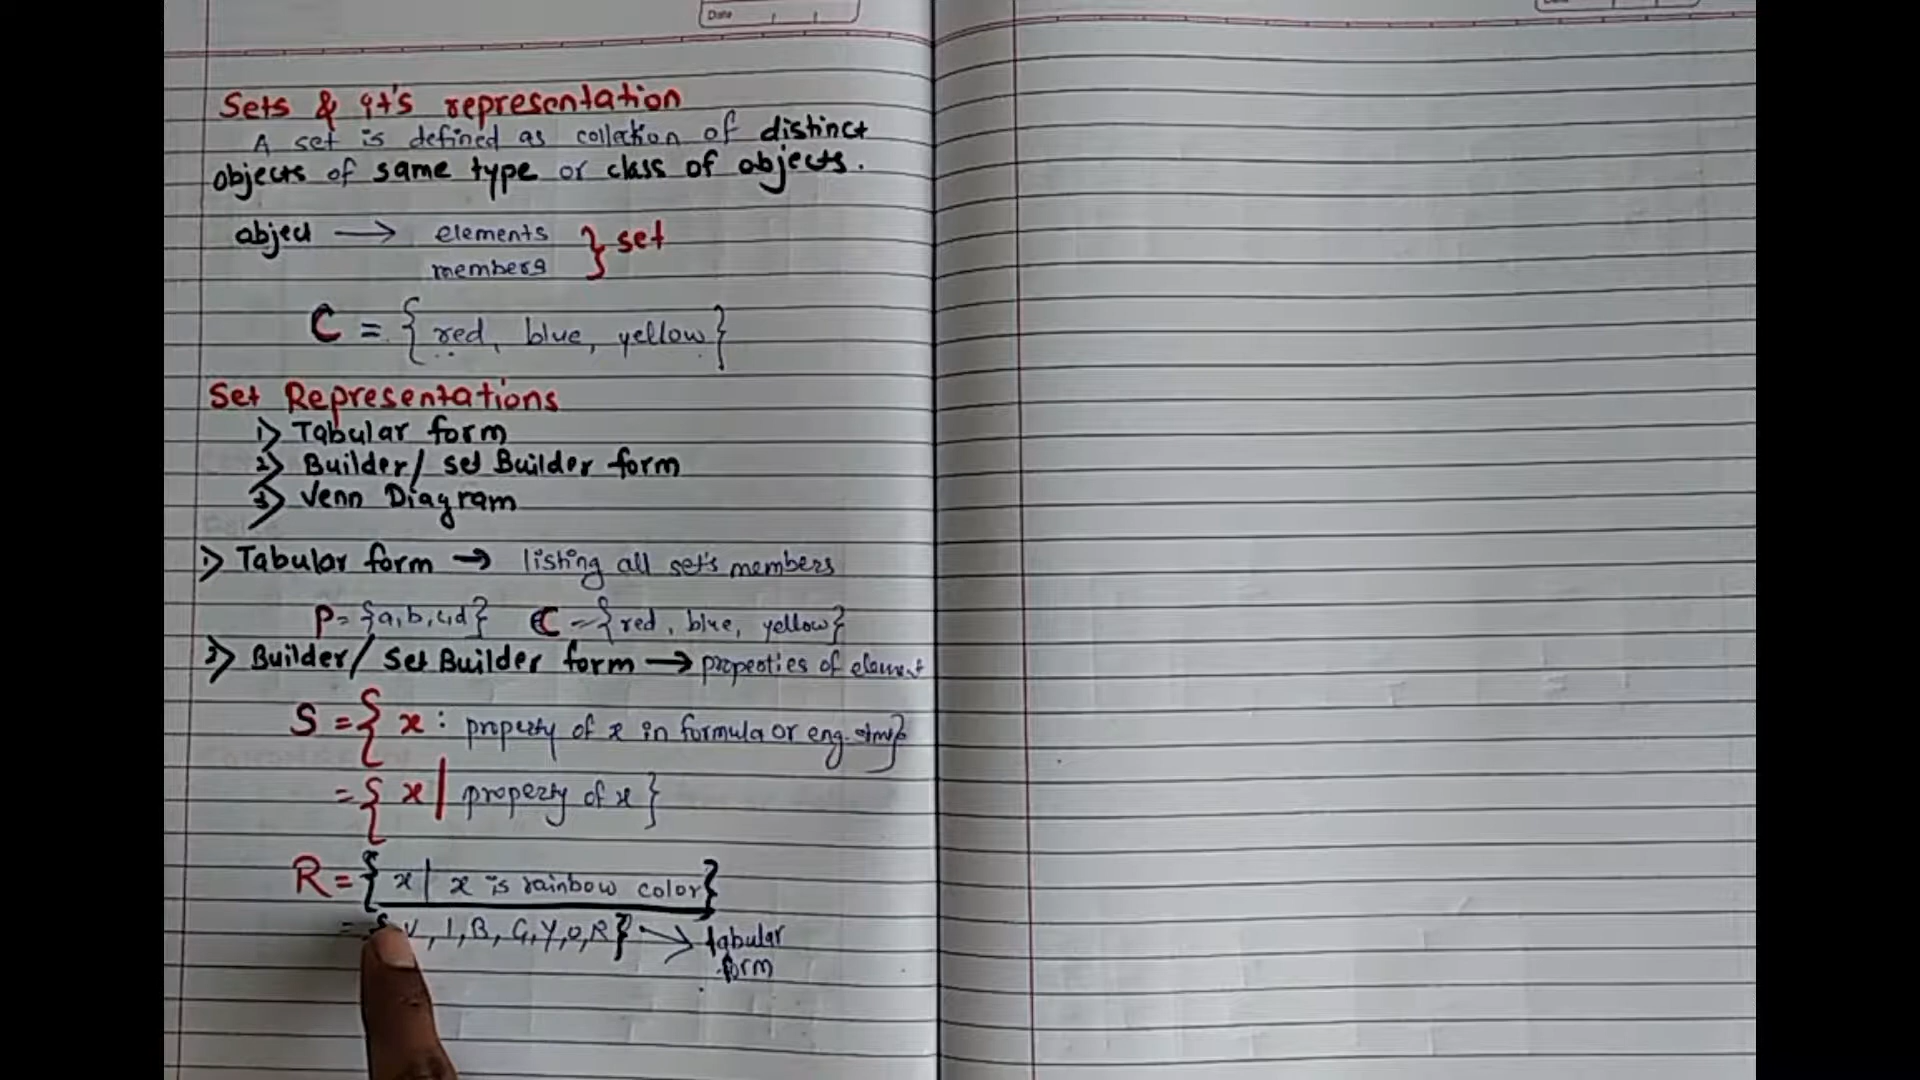 Date
Sets & it's representation
A set is defined as collection of distinct
objects of same type or class of objects.
object → elements } set
members
C = { red, blue, yellow }
Set Representations
1) Tabular form
2) Builder/ set Builder form
3) Venn Diagram
1) Tabular form → listing all set's members
P = {a, b, c, d} C = {red, blue, yellow}
2) Builder/ Set Builder form → propeoties of element
S = { x : property of x in formula or eng.
= { x | property of x }
R = { x | x is rainbow color }
= { V, I, B, G, Y, O, R } → tabular
form